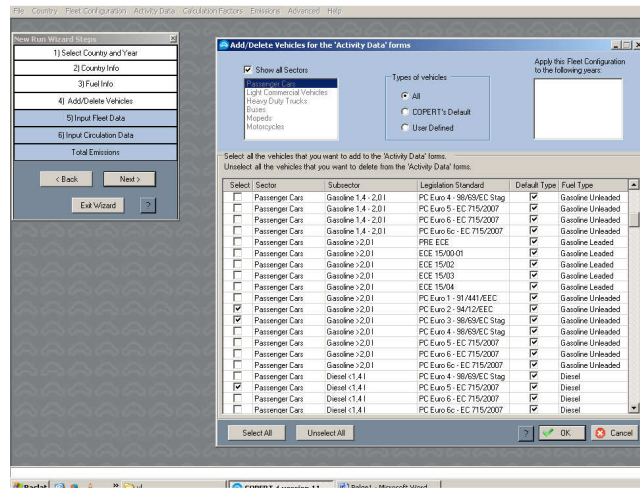 File Country Fleet Configuration Activity Data Calculation Factors Emissions Advanced Help
New Run Wizard Steps
1) Select Country and Year
2) Country Info
3) Fuel Info
4) Add/Delete Vehicles
5) Input Fleet Data
6) Input Circulation Data
Total Emissions
< Back Next >
Exit Wizard ?
Add/Delete Vehicles for the 'Activity Data' forms
Show all Sectors
Passenger Cars
Light Commercial Vehicles
Heavy Duty Trucks
Buses
Mopeds
Motorcycles
Types of vehicles
All
COPERT's Default
User Defined
Apply this Fleet Configuration
to the following years:
Select all the vehicles that you want to add to the 'Activity Data' forms.
Unselect all the vehicles that you want to delete from the 'Activity Data' forms.
Select Sector Subsector Legislation Standard Default Type Fuel Type
Passenger Cars Gasoline 1,4 - 2,0 l PC Euro 4 - 98/69/EC Stag Gasoline Unleaded
Passenger Cars Gasoline 1,4 - 2,0 l PC Euro 5 - EC 715/2007 Gasoline Unleaded
Passenger Cars Gasoline 1,4 - 2,0 l PC Euro 6 - EC 715/2007 Gasoline Unleaded
Passenger Cars Gasoline 1,4 - 2,0 l PC Euro 6c - EC 715/2007 Gasoline Unleaded
Passenger Cars Gasoline >2,0 l PRE ECE Gasoline Leaded
Passenger Cars Gasoline >2,0 l ECE 15/00-01 Gasoline Leaded
Passenger Cars Gasoline >2,0 l ECE 15/02 Gasoline Leaded
Passenger Cars Gasoline >2,0 l ECE 15/03 Gasoline Leaded
Passenger Cars Gasoline >2,0 l ECE 15/04 Gasoline Leaded
Passenger Cars Gasoline >2,0 l PC Euro 1 - 91/441/EEC Gasoline Unleaded
Passenger Cars Gasoline >2,0 l PC Euro 2 - 94/12/EEC Gasoline Unleaded
Passenger Cars Gasoline >2,0 l PC Euro 3 - 98/69/EC Stag Gasoline Unleaded
Passenger Cars Gasoline >2,0 l PC Euro 4 - 98/69/EC Stag Gasoline Unleaded
Passenger Cars Gasoline >2,0 l PC Euro 5 - EC 715/2007 Gasoline Unleaded
Passenger Cars Gasoline >2,0 l PC Euro 6 - EC 715/2007 Gasoline Unleaded
Passenger Cars Gasoline >2,0 l PC Euro 6c - EC 715/2007 Gasoline Unleaded
Passenger Cars Diesel <1,4 l PC Euro 4 - 98/69/EC Stag Diesel
Passenger Cars Diesel <1,4 l PC Euro 5 - EC 715/2007 Diesel
Passenger Cars Diesel <1,4 l PC Euro 6 - EC 715/2007 Diesel
Passenger Cars Diesel <1,4 l PC Euro 6c - EC 715/2007 Diesel
Select All Unselect All ? OK Cancel
Başlat COPERT 4 version 11 Belge1 - Microsoft Word